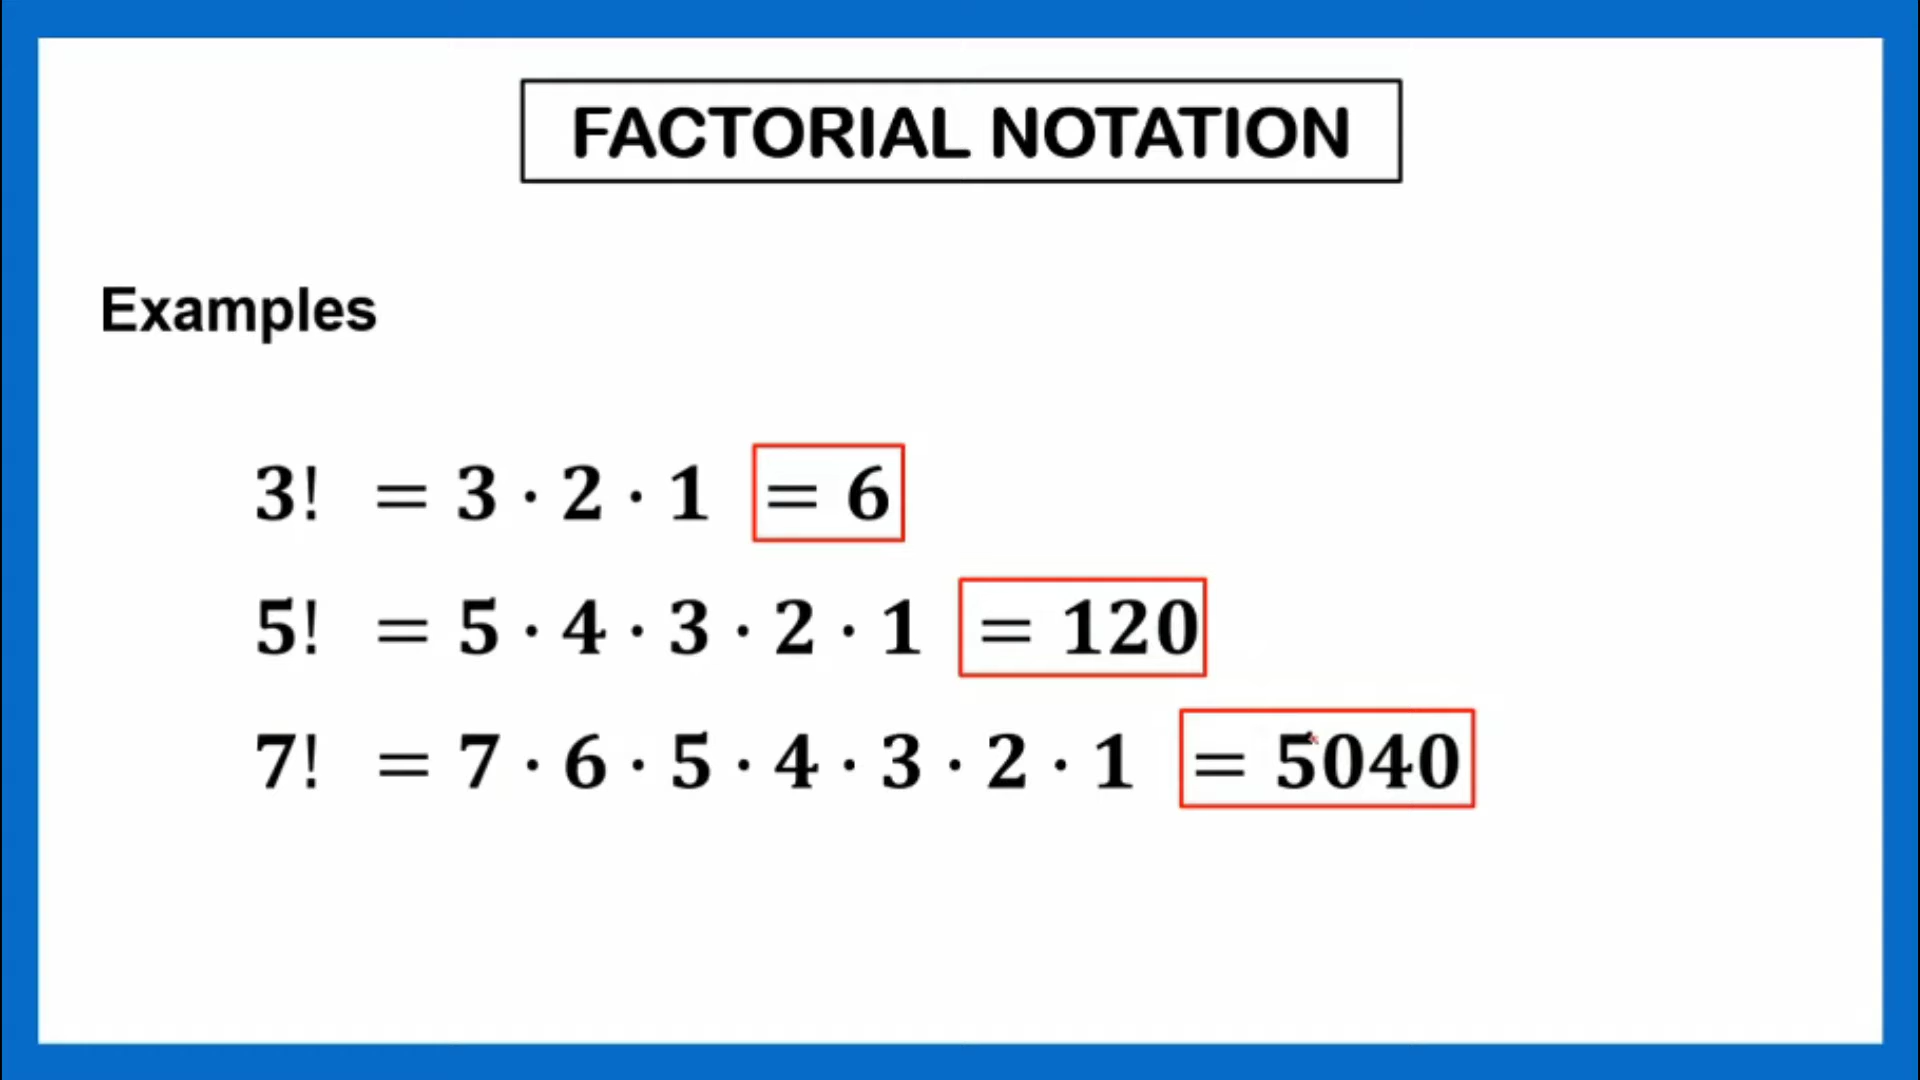 FACTORIAL NOTATION
Examples
3! = 3 · 2 · 1 = 6
5! = 5 · 4 · 3 · 2 · 1 = 120
7! = 7 · 6 · 5 · 4 · 3 · 2 · 1 = 5040